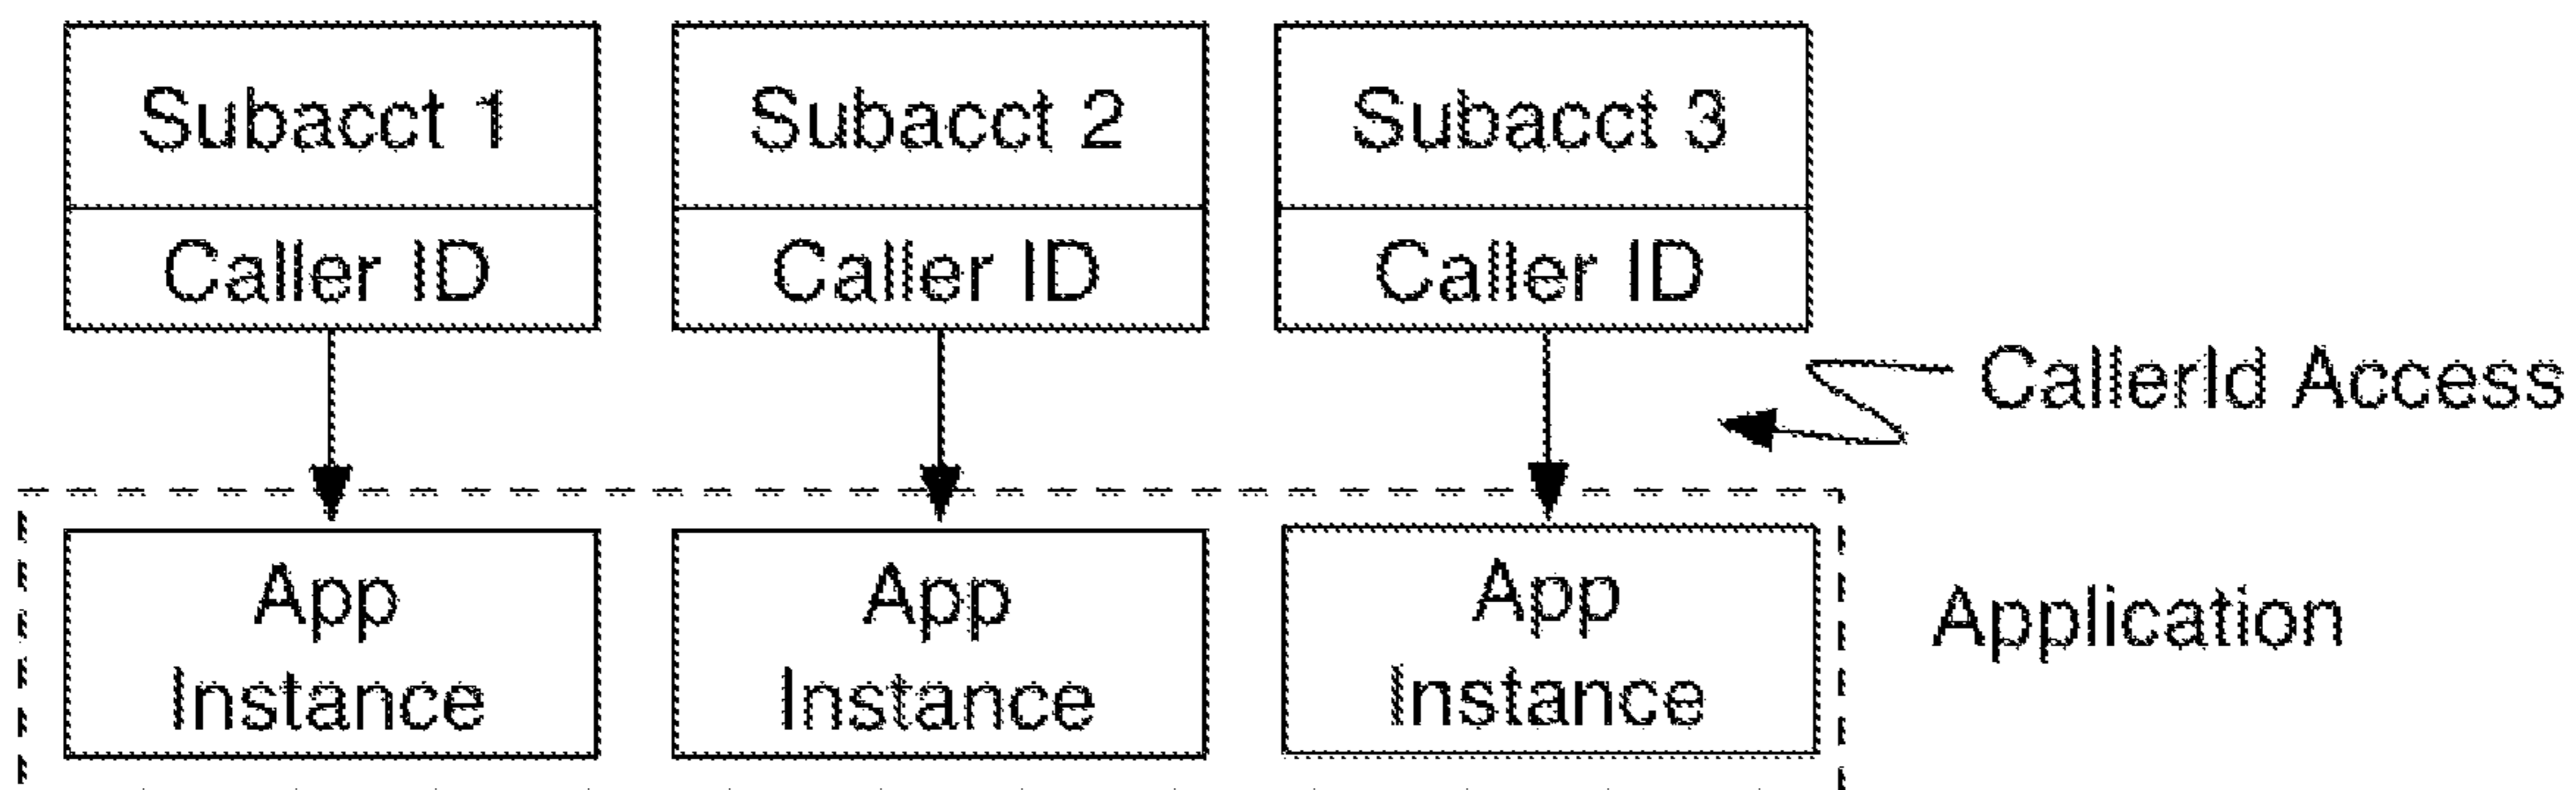 Subacct 1
Subacct 2
Subacct 3
Caller ID
Caller ID
Caller ID
CallerId Access
App
Instance
App
Instance
App
Instance
Application